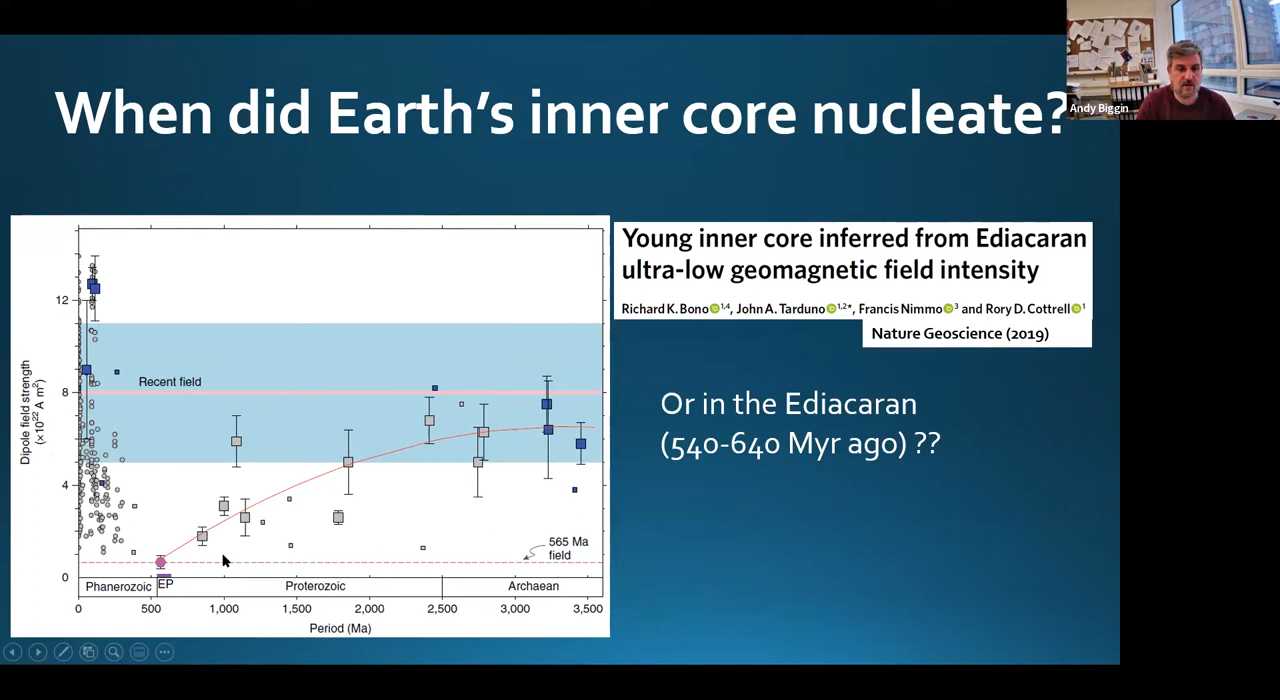 When did Earth's inner core nucleate?
Andy Biggin
Young inner core inferred from Ediacaran
ultra-low geomagnetic field intensity
Richard K. Bono 1,4, John A. Tarduno 1,2*, Francis Nimmo 3 and Rory D. Cottrell 1
Nature Geoscience (2019)
Or in the Ediacaran
(540-640 Myr ago) ??
Dipole field strength
(×10²² A m²)
12
8
4
0
Recent field
565 Ma
field
Phanerozoic
EP
Proterozoic
Archaean
0 500 1,000 1,500 2,000 2,500 3,000 3,500
Period (Ma)